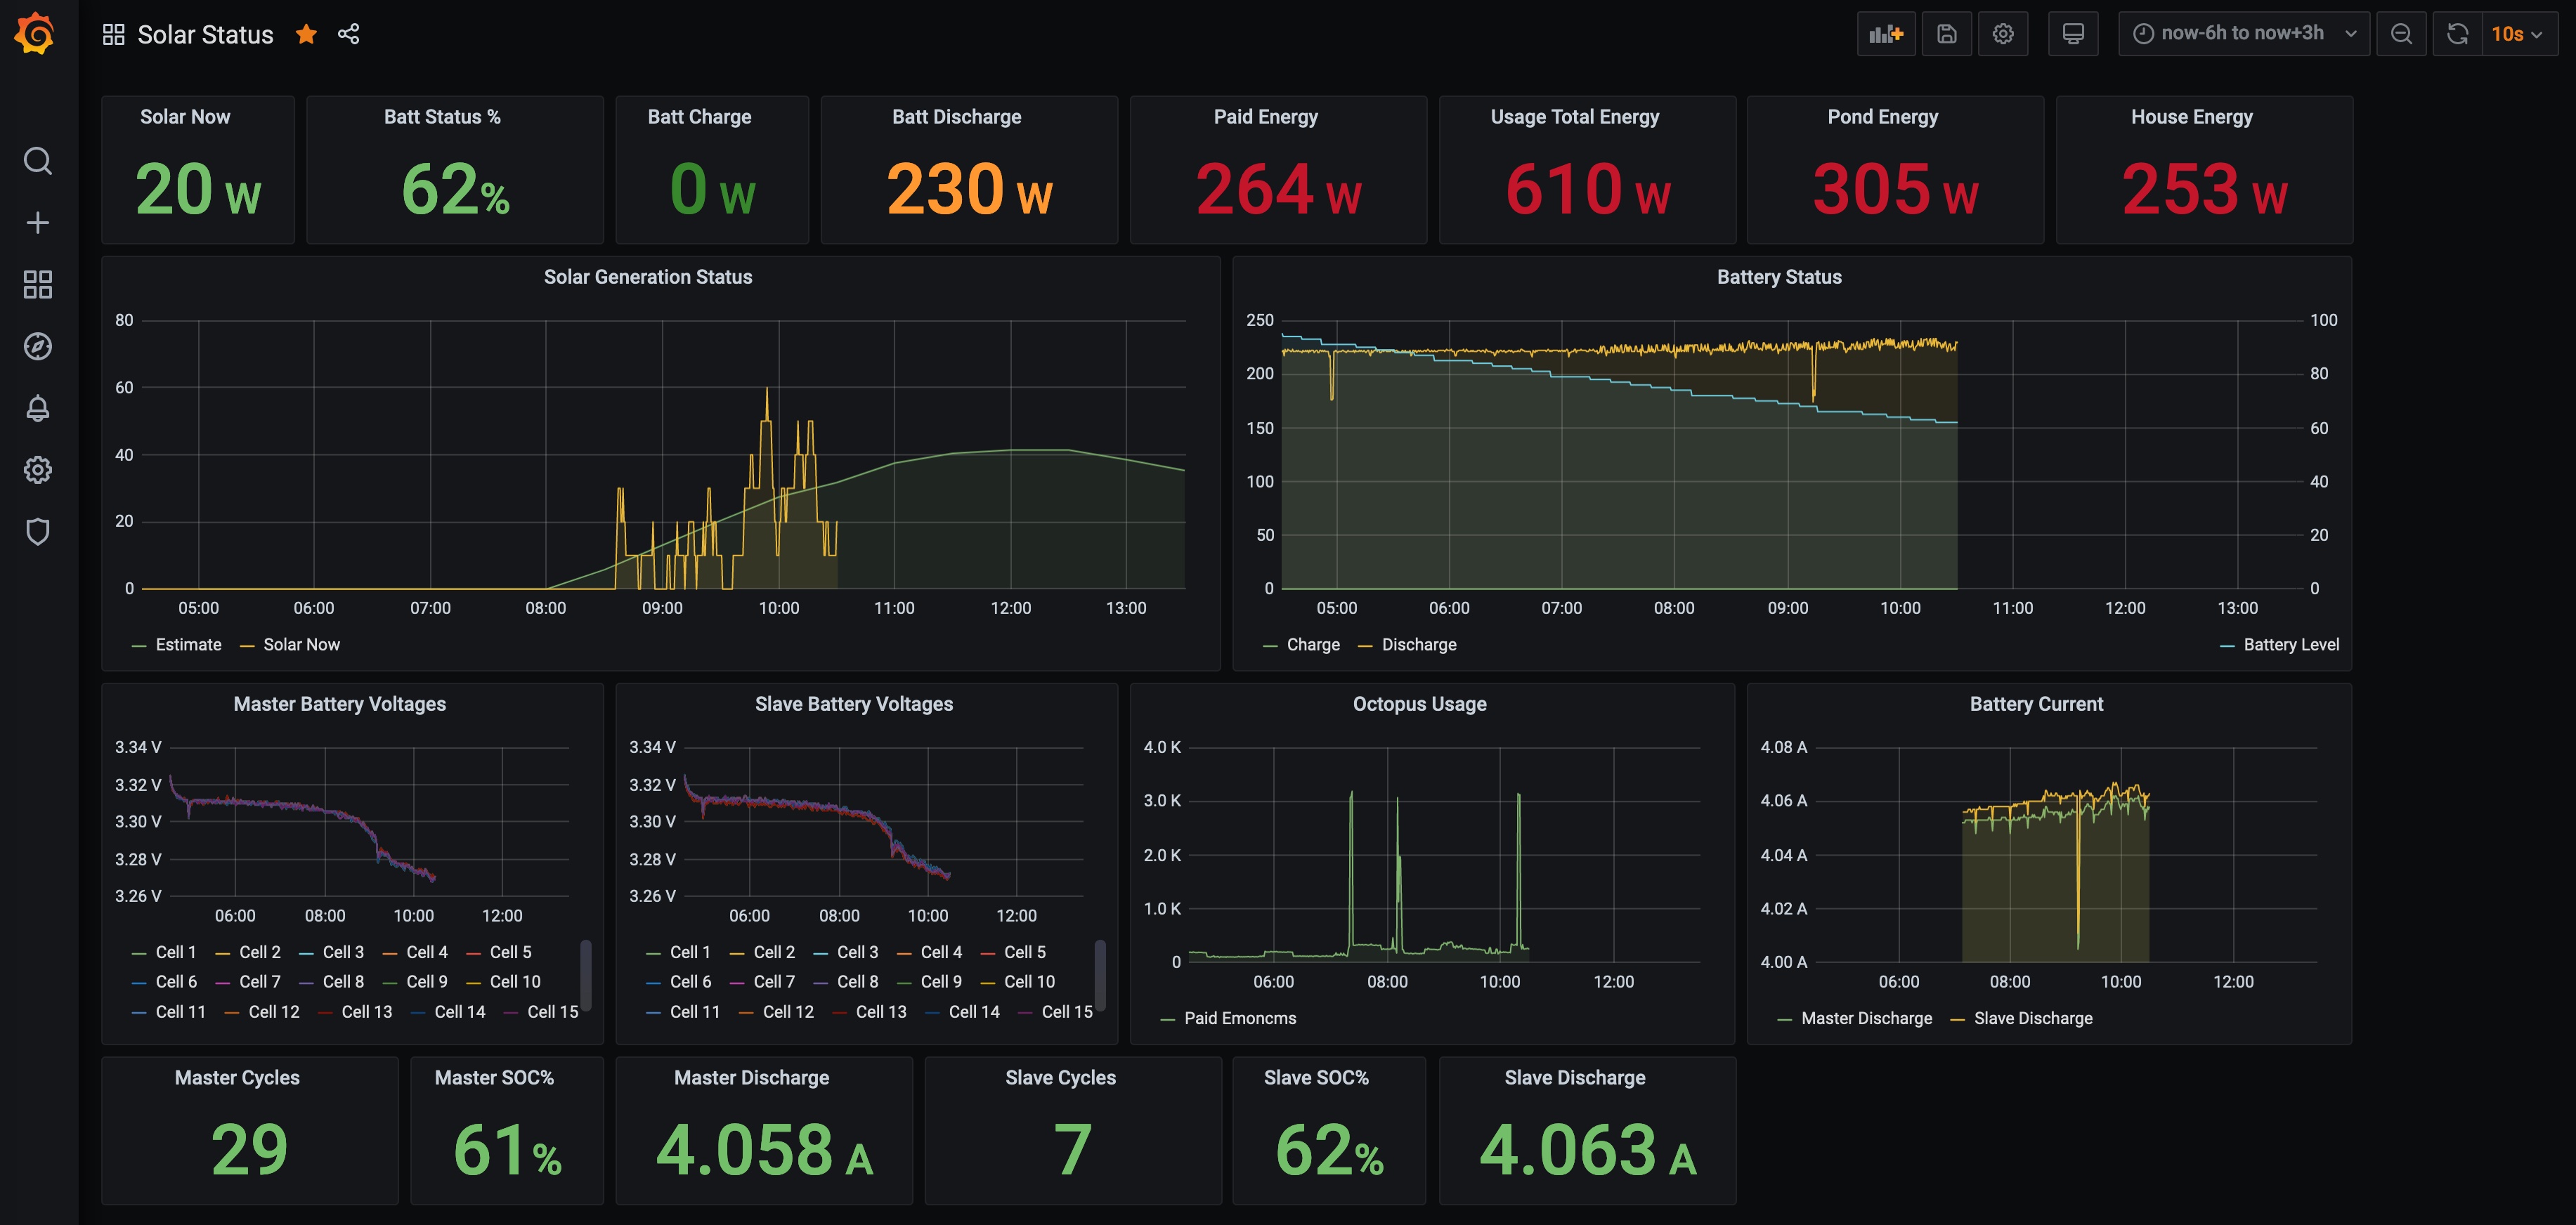 Solar Status
now-6h to now+3h
10s
Solar Now
20 W
Batt Status %
62%
Batt Charge
0 W
Batt Discharge
230 W
Paid Energy
264 W
Usage Total Energy
610 W
Pond Energy
305 W
House Energy
253 W
Solar Generation Status
80
60
40
20
0
05:00 06:00 07:00 08:00 09:00 10:00 11:00 12:00 13:00
Estimate Solar Now
Battery Status
250 100
200 80
150 60
100 40
50 20
0 0
05:00 06:00 07:00 08:00 09:00 10:00 11:00 12:00 13:00
Charge Discharge Battery Level
Master Battery Voltages
3.34 V
3.32 V
3.30 V
3.28 V
3.26 V
06:00 08:00 10:00 12:00
Cell 1 Cell 2 Cell 3 Cell 4 Cell 5
Cell 6 Cell 7 Cell 8 Cell 9 Cell 10
Cell 11 Cell 12 Cell 13 Cell 14 Cell 15
Slave Battery Voltages
3.34 V
3.32 V
3.30 V
3.28 V
3.26 V
06:00 08:00 10:00 12:00
Cell 1 Cell 2 Cell 3 Cell 4 Cell 5
Cell 6 Cell 7 Cell 8 Cell 9 Cell 10
Cell 11 Cell 12 Cell 13 Cell 14 Cell 15
Octopus Usage
4.0 K
3.0 K
2.0 K
1.0 K
0
06:00 08:00 10:00 12:00
Paid Emoncms
Battery Current
4.08 A
4.06 A
4.04 A
4.02 A
4.00 A
06:00 08:00 10:00 12:00
Master Discharge Slave Discharge
Master Cycles
29
Master SOC%
61%
Master Discharge
4.058 A
Slave Cycles
7
Slave SOC%
62%
Slave Discharge
4.063 A